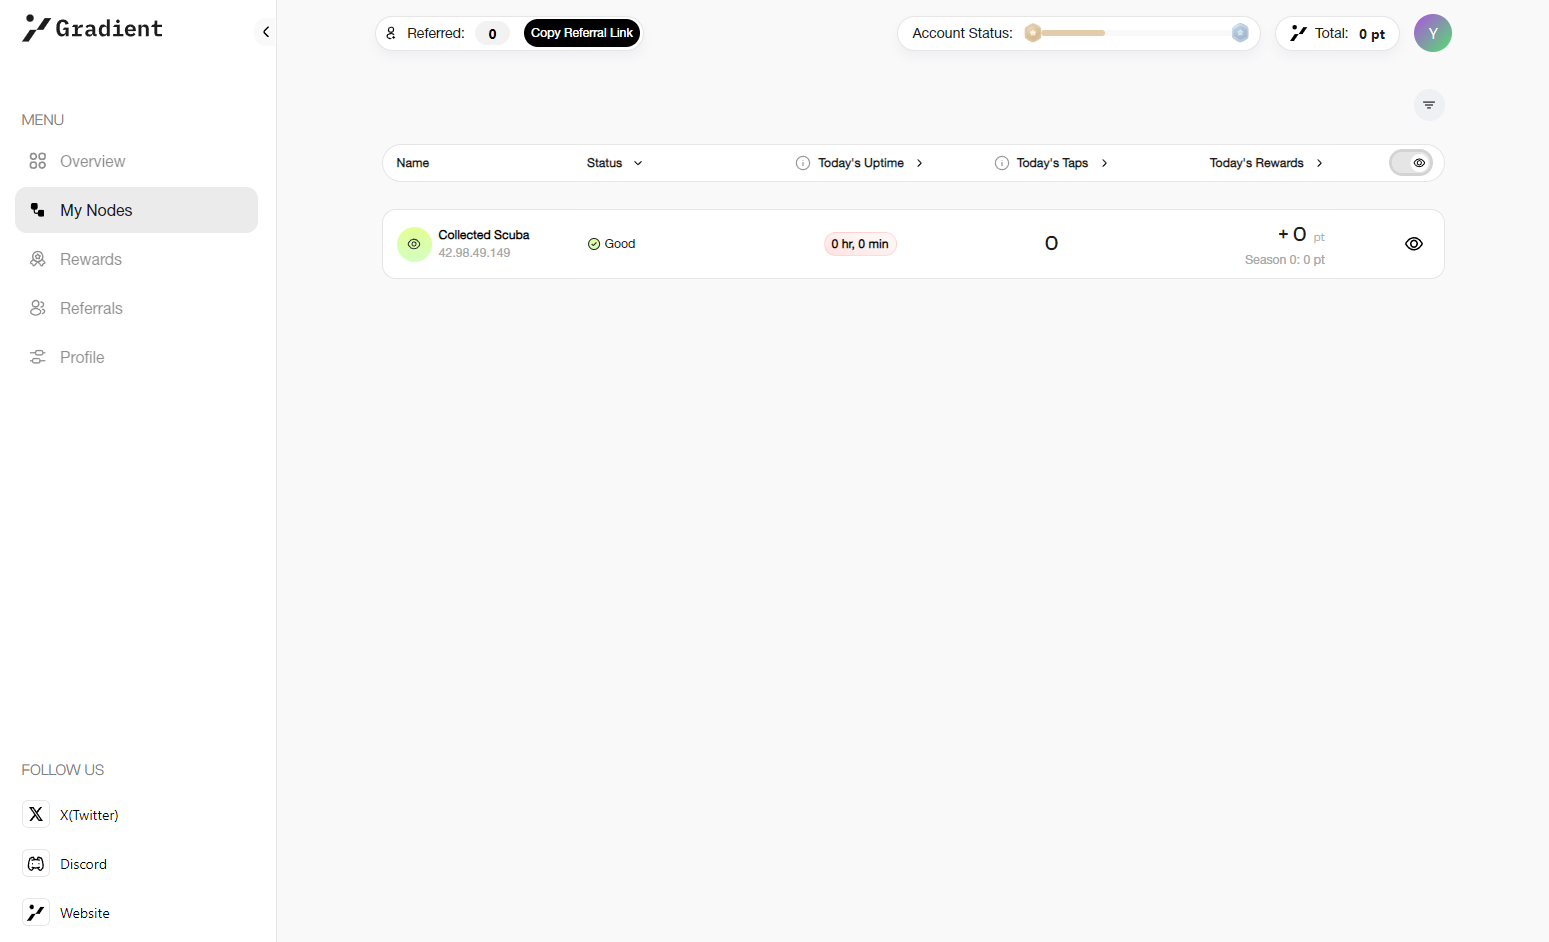 Gradient
Referred: 0 Copy Referral Link
Account Status:
Total: 0 pt
Y
MENU
Overview
My Nodes
Rewards
Referrals
Profile
Name Status Today's Uptime Today's Taps Today's Rewards
Collected Scuba
42.98.49.149
Good
0 hr, 0 min
0
+ 0 pt
Season 0: 0 pt
FOLLOW US
X(Twitter)
Discord
Website